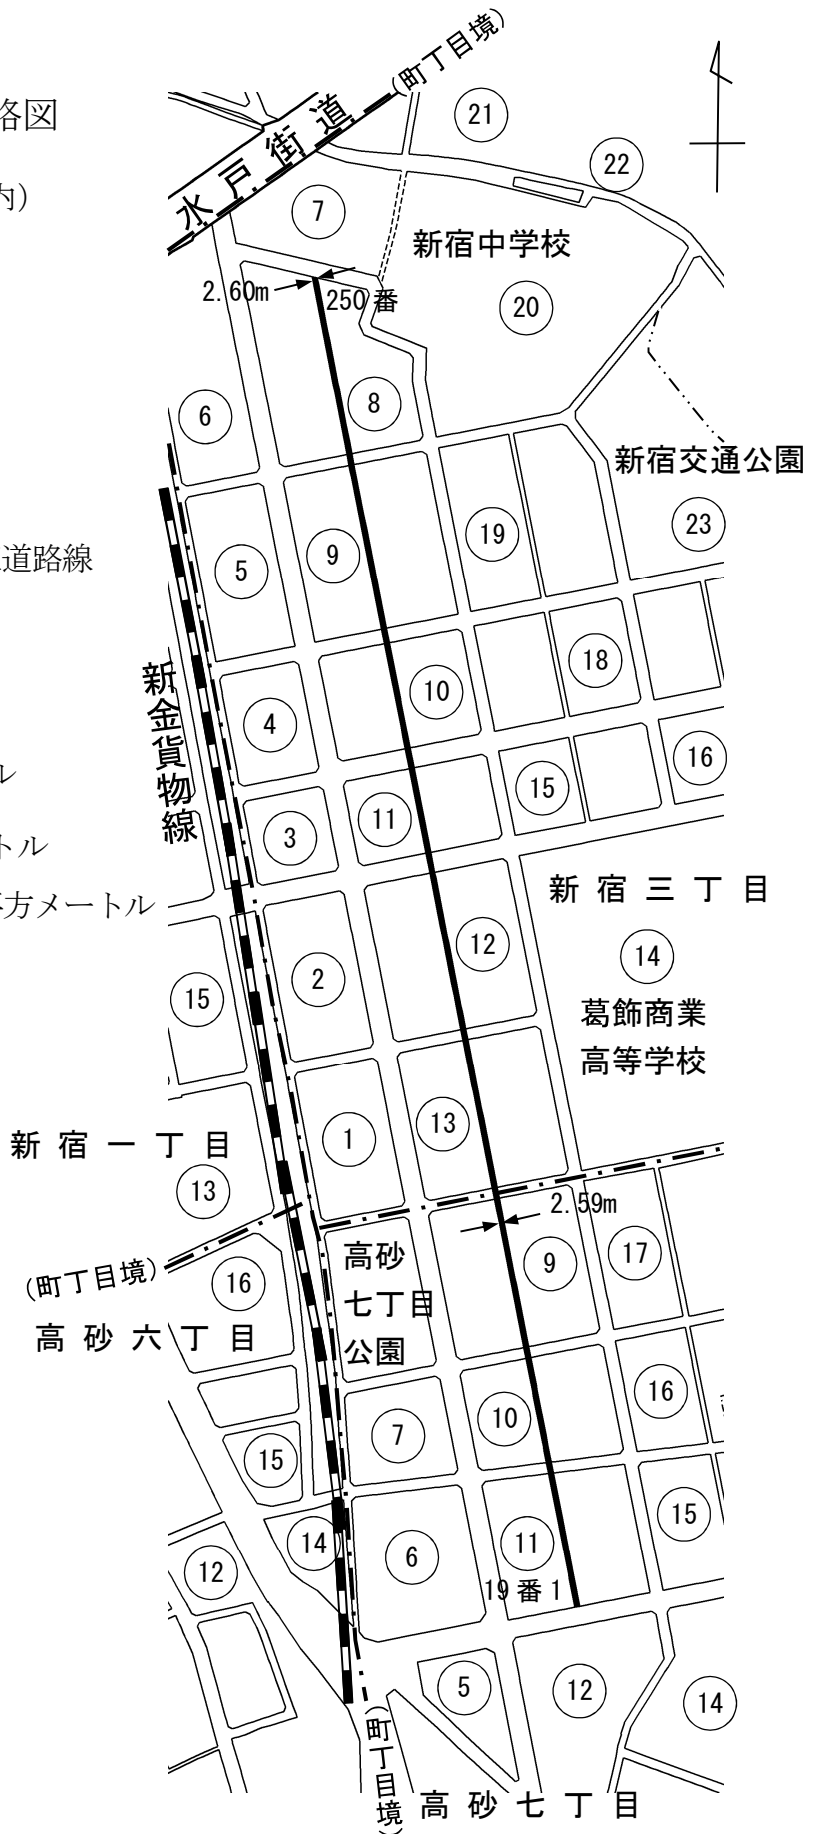 略図
内）
道路線
ル
トル
方メートル
(町丁目境)
水戸街道
21
22
7
新宿中学校
2.60m
250番
20
8
6
新宿交通公園
23
19
9
5
18
新金貨物線
10
4
16
15
11
3
新宿三丁目
12
14
2
15
葛飾商業
高等学校
13
1
新宿一丁目
13
2.59m
9
17
高砂
七丁目
公園
(町丁目境)
16
高砂六丁目
16
10
7
15
15
11
14
6
12
19番1
5
12
14
(町丁目境)
高砂七丁目